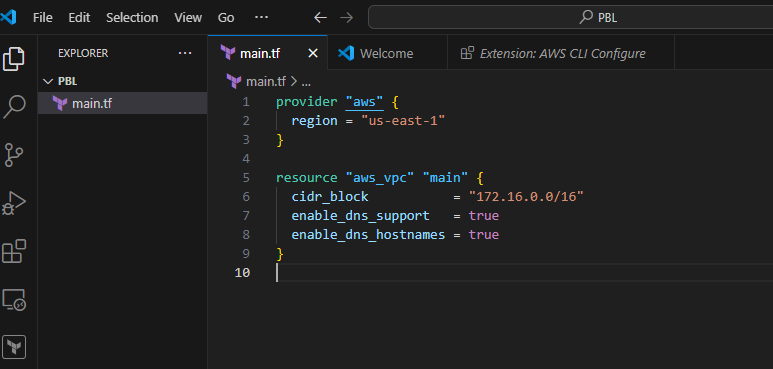 File Edit Selection View Go ··· PBL
EXPLORER ···
PBL
main.tf
main.tf Welcome Extension: AWS CLI Configure
main.tf > ...
1 provider "aws" {
2   region = "us-east-1"
3 }
4
5 resource "aws_vpc" "main" {
6   cidr_block           = "172.16.0.0/16"
7   enable_dns_support   = true
8   enable_dns_hostnames = true
9 }
10